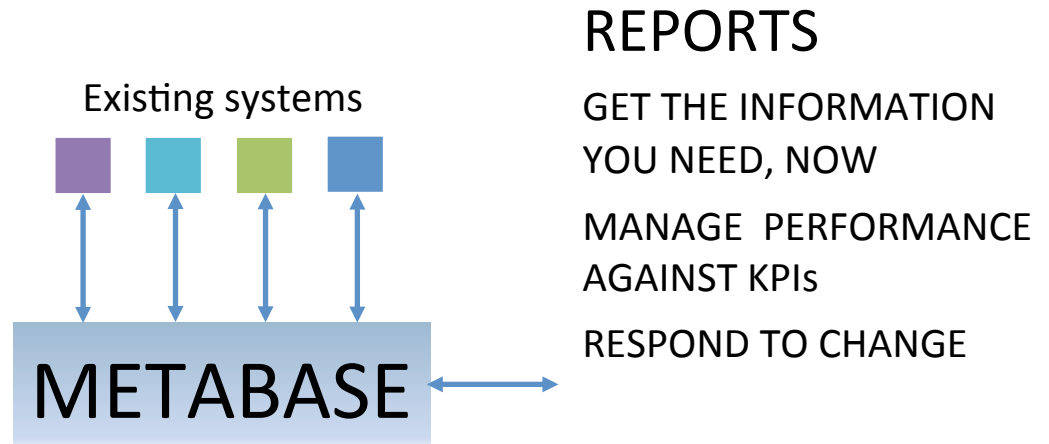 Existing systems
METABASE
REPORTS
GET THE INFORMATION
YOU NEED, NOW
MANAGE  PERFORMANCE
AGAINST KPIs
RESPOND TO CHANGE